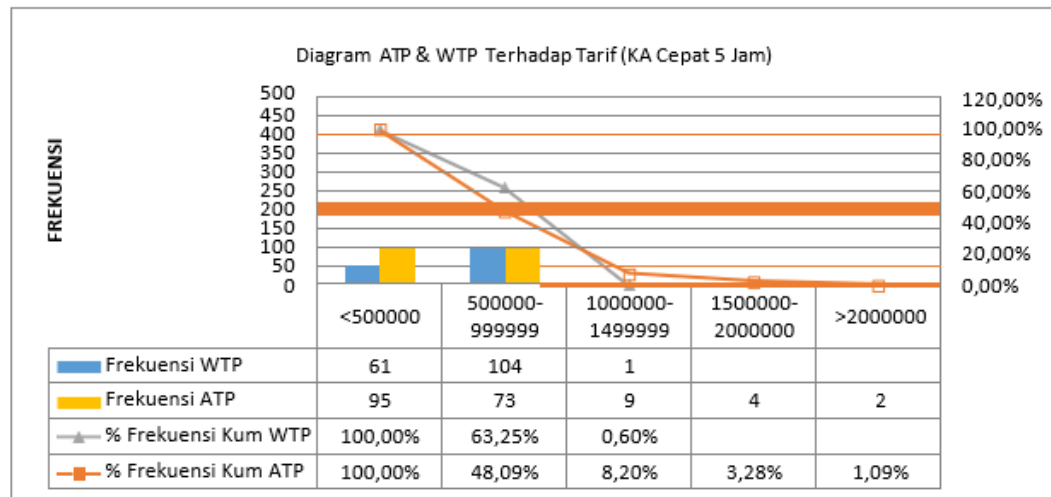 Diagram ATP & WTP Terhadap Tarif (KA Cepat 5 Jam)
FREKUENSI
500
450
400
350
300
250
200
150
100
50
0
120,00%
100,00%
80,00%
60,00%
40,00%
20,00%
0,00%
<500000 500000-999999 1000000-1499999 1500000-2000000 >2000000
Frekuensi WTP 61 104 1
Frekuensi ATP 95 73 9 4 2
% Frekuensi Kum WTP 100,00% 63,25% 0,60%
% Frekuensi Kum ATP 100,00% 48,09% 8,20% 3,28% 1,09%